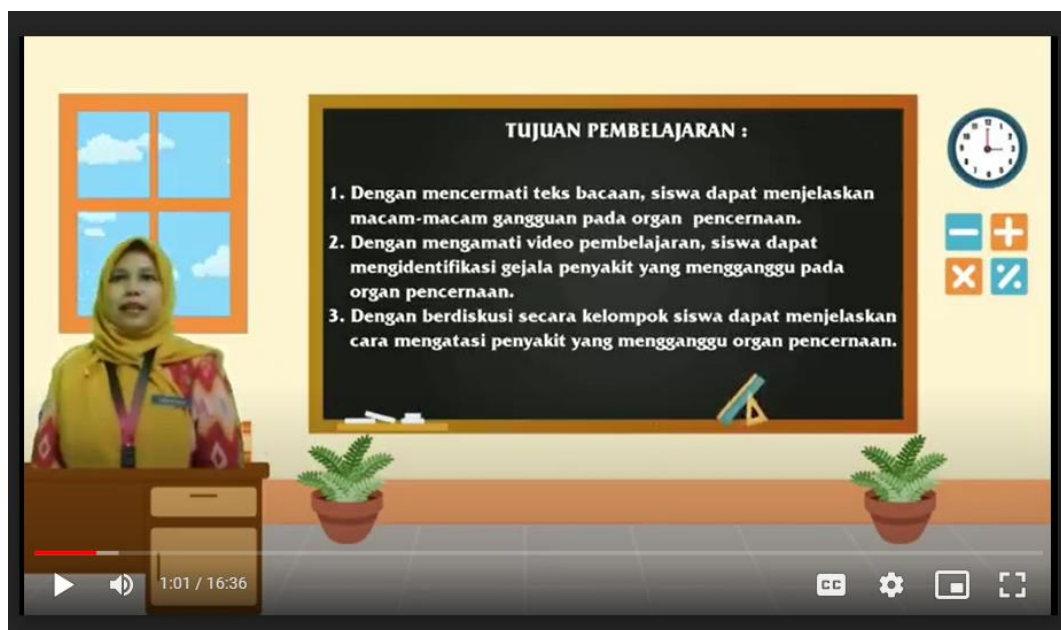 TUJUAN PEMBELAJARAN :
1. Dengan mencermati teks bacaan, siswa dapat menjelaskan
macam-macam gangguan pada organ pencernaan.
2. Dengan mengamati video pembelajaran, siswa dapat
mengidentifikasi gejala penyakit yang mengganggu pada
organ pencernaan.
3. Dengan berdiskusi secara kelompok siswa dapat menjelaskan
cara mengatasi penyakit yang mengganggu organ pencernaan.
1:01 / 16:36
CC